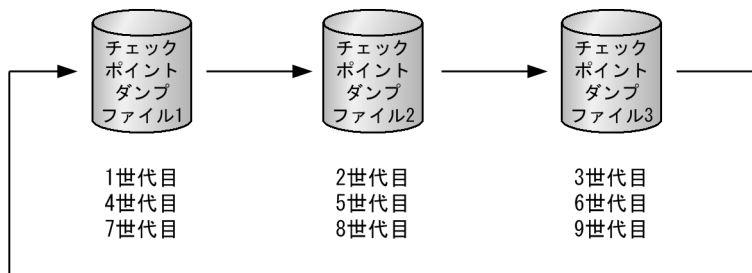 チェック
ポイント
ダンプ
ファイル1
チェック
ポイント
ダンプ
ファイル2
チェック
ポイント
ダンプ
ファイル3
1世代目
4世代目
7世代目
2世代目
5世代目
8世代目
3世代目
6世代目
9世代目